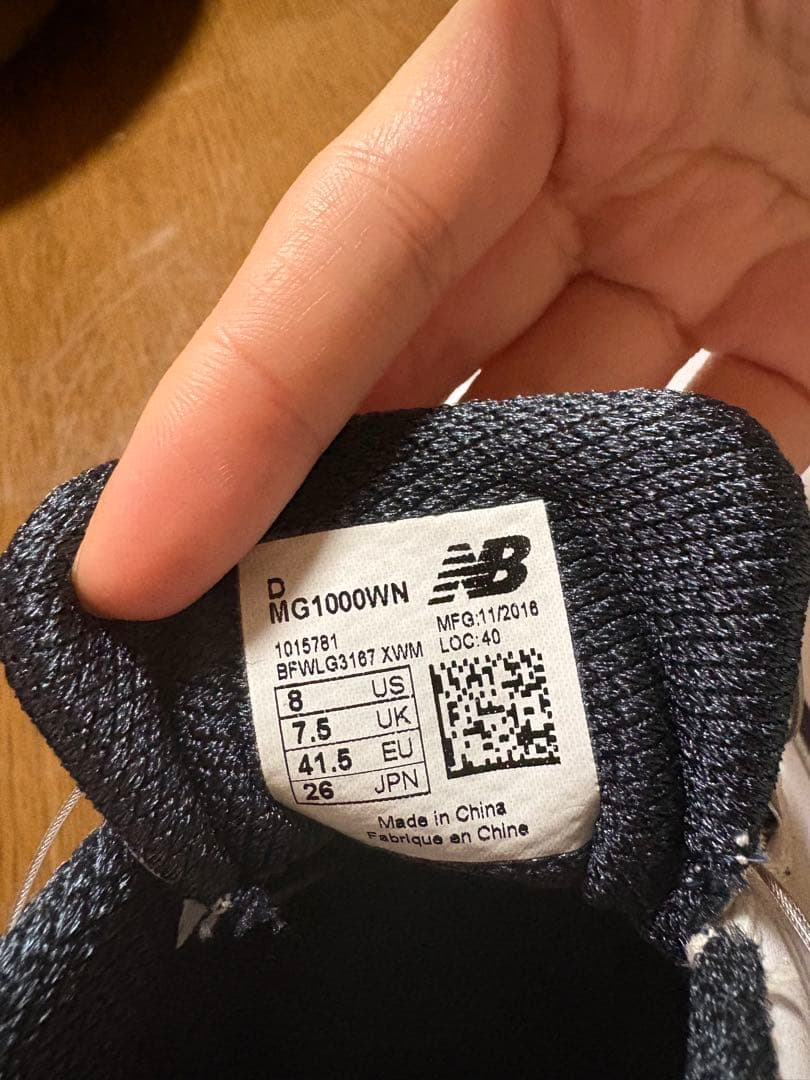 D
MG1000WN
NB
MFG:11/2016
LOC:40
1015781
BFWLG3167 XWM
8 US
7.5 UK
41.5 EU
26 JPN
Made in China
Fabrique en Chine